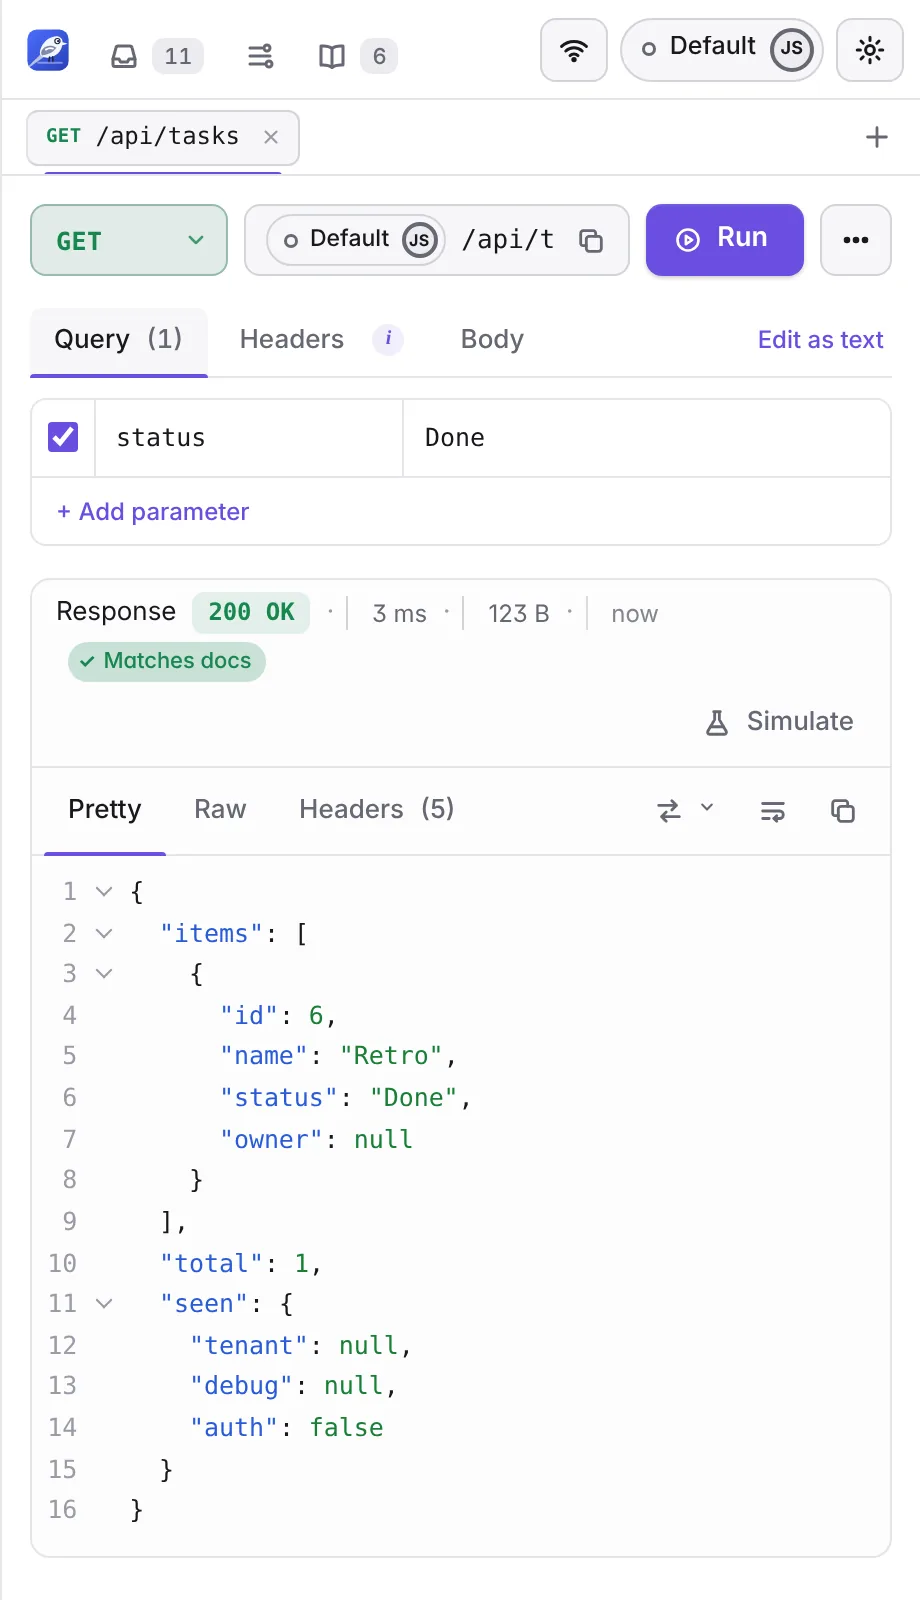 11
6
Default JS
GET /api/tasks
GET
Default JS /api/t
Run
Query (1)
Headers i
Body
Edit as text
status
Done
+ Add parameter
Response 200 OK · 3 ms · 123 B · now
Matches docs
Simulate
Pretty
Raw
Headers (5)
1 {
2 "items": [
3 {
4 "id": 6,
5 "name": "Retro",
6 "status": "Done",
7 "owner": null
8 }
9 ],
10 "total": 1,
11 "seen": {
12 "tenant": null,
13 "debug": null,
14 "auth": false
15 }
16 }